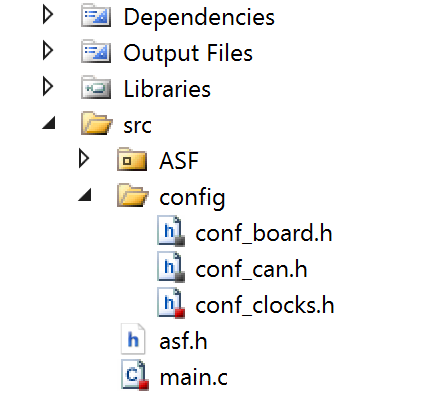 Dependencies
Output Files
Libraries
src
ASF
config
conf_board.h
conf_can.h
conf_clocks.h
asf.h
main.c